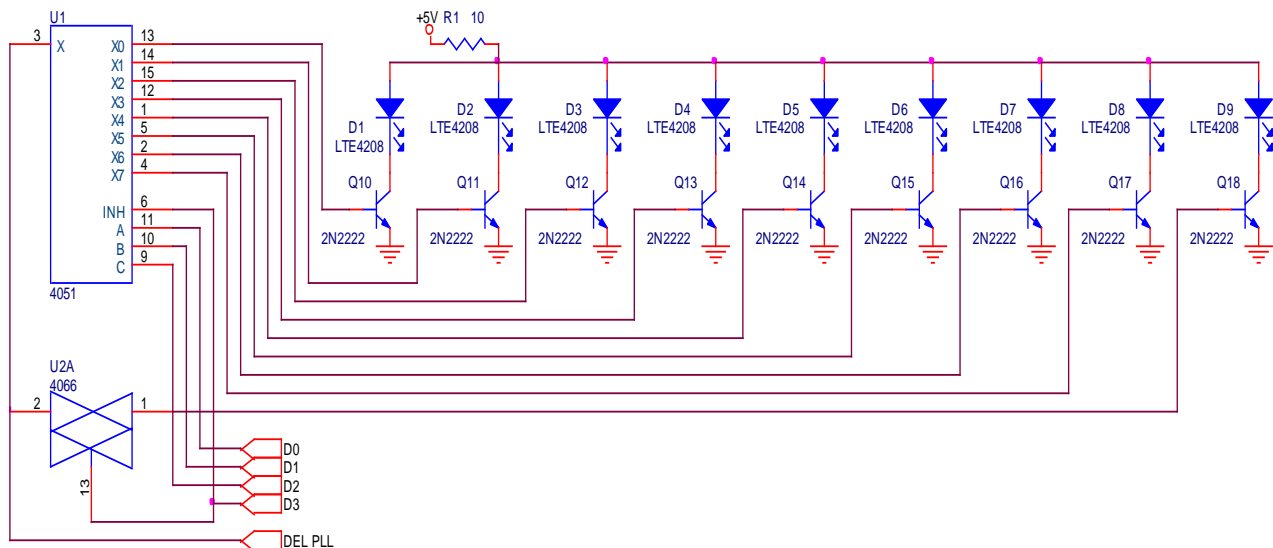 U1
+5V R1 10
3 X X0 13
X1 14
X2 15
X3 12
X4 1
X5 5
X6 2
X7 4
INH 6
A 11
B 10
C 9
4051
D1
LTE4208
D2
LTE4208
D3
LTE4208
D4
LTE4208
D5
LTE4208
D6
LTE4208
D7
LTE4208
D8
LTE4208
D9
LTE4208
Q10
2N2222
Q11
2N2222
Q12
2N2222
Q13
2N2222
Q14
2N2222
Q15
2N2222
Q16
2N2222
Q17
2N2222
Q18
2N2222
U2A
4066
2 1
13
D0
D1
D2
D3
DEL PLL